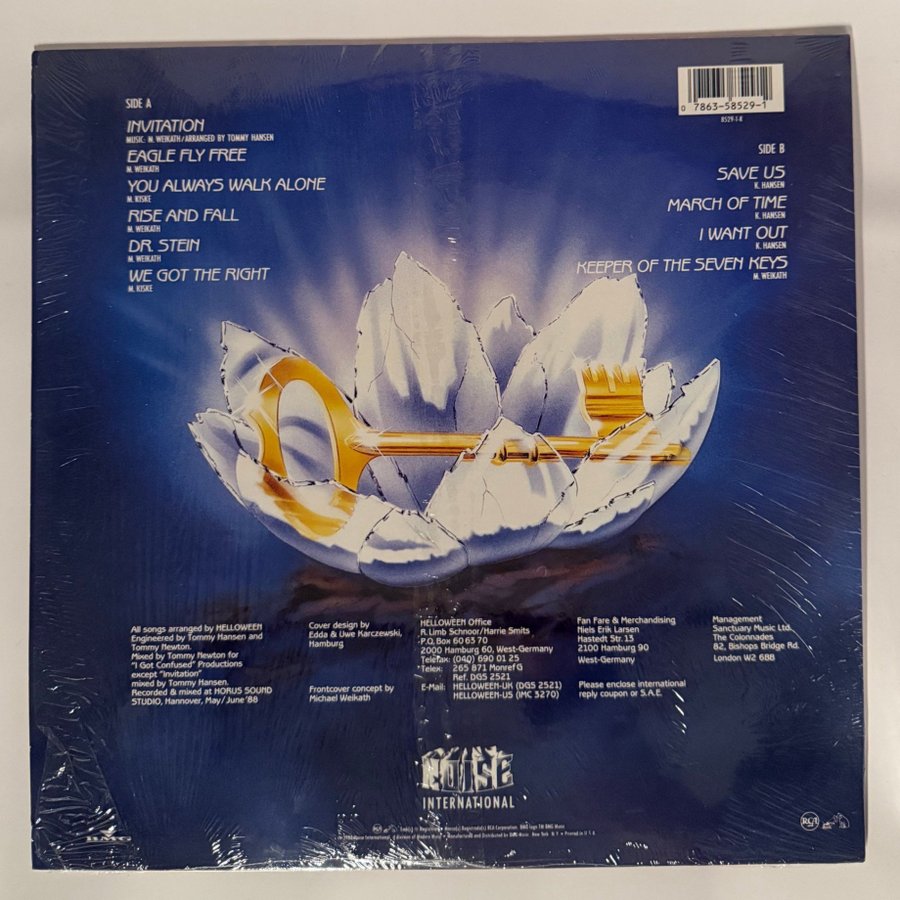 SIDE A
INVITATION
MUSIC: M. WEIKATH/ARRANGED BY TOMMY HANSEN
EAGLE FLY FREE
M. WEIKATH
YOU ALWAYS WALK ALONE
M. KISKE
RISE AND FALL
M. WEIKATH
DR. STEIN
M. WEIKATH
WE GOT THE RIGHT
M. KISKE
0 7863-58529-1
8529-1-R
SIDE B
SAVE US
K. HANSEN
MARCH OF TIME
K. HANSEN
I WANT OUT
K. HANSEN
KEEPER OF THE SEVEN KEYS
M. WEIKATH
All songs arranged by HELLOWEEN
Engineered by Tommy Hansen and
Tommy Newton.
Mixed by Tommy Newton for
"I Got Confused" Productions
except "Invitation"
mixed by Tommy Hansen.
Recorded & mixed at HORUS SOUND
STUDIO, Hannover, May/June'88
Cover design by
Edda & Uwe Karczewski,
Hamburg
Frontcover concept by
Michael Weikath
HELLOWEEN Office
R. Limb Schnoor/Harrie Smits
P.O. Box 60 63 70
2000 Hamburg 60, West-Germany
Telefax: (040) 690 01 25
Telex: 265 871 Monref G
Ref. DGS 2521
E-Mail: HELLOWEEN-UK (DGS 2521)
HELLOWEEN-US (IMC 3270)
Fan Fare & Merchandising
Niels Erik Larsen
Hastedt Str. 13
2100 Hamburg 90
West-Germany
Please enclose international
reply coupon or S.A.E.
Management
Sanctuary Music Ltd.
The Colonnades
82, Bishops Bridge Rd.
London W2 6BB
NOISE
INTERNATIONAL
BMG
RCA